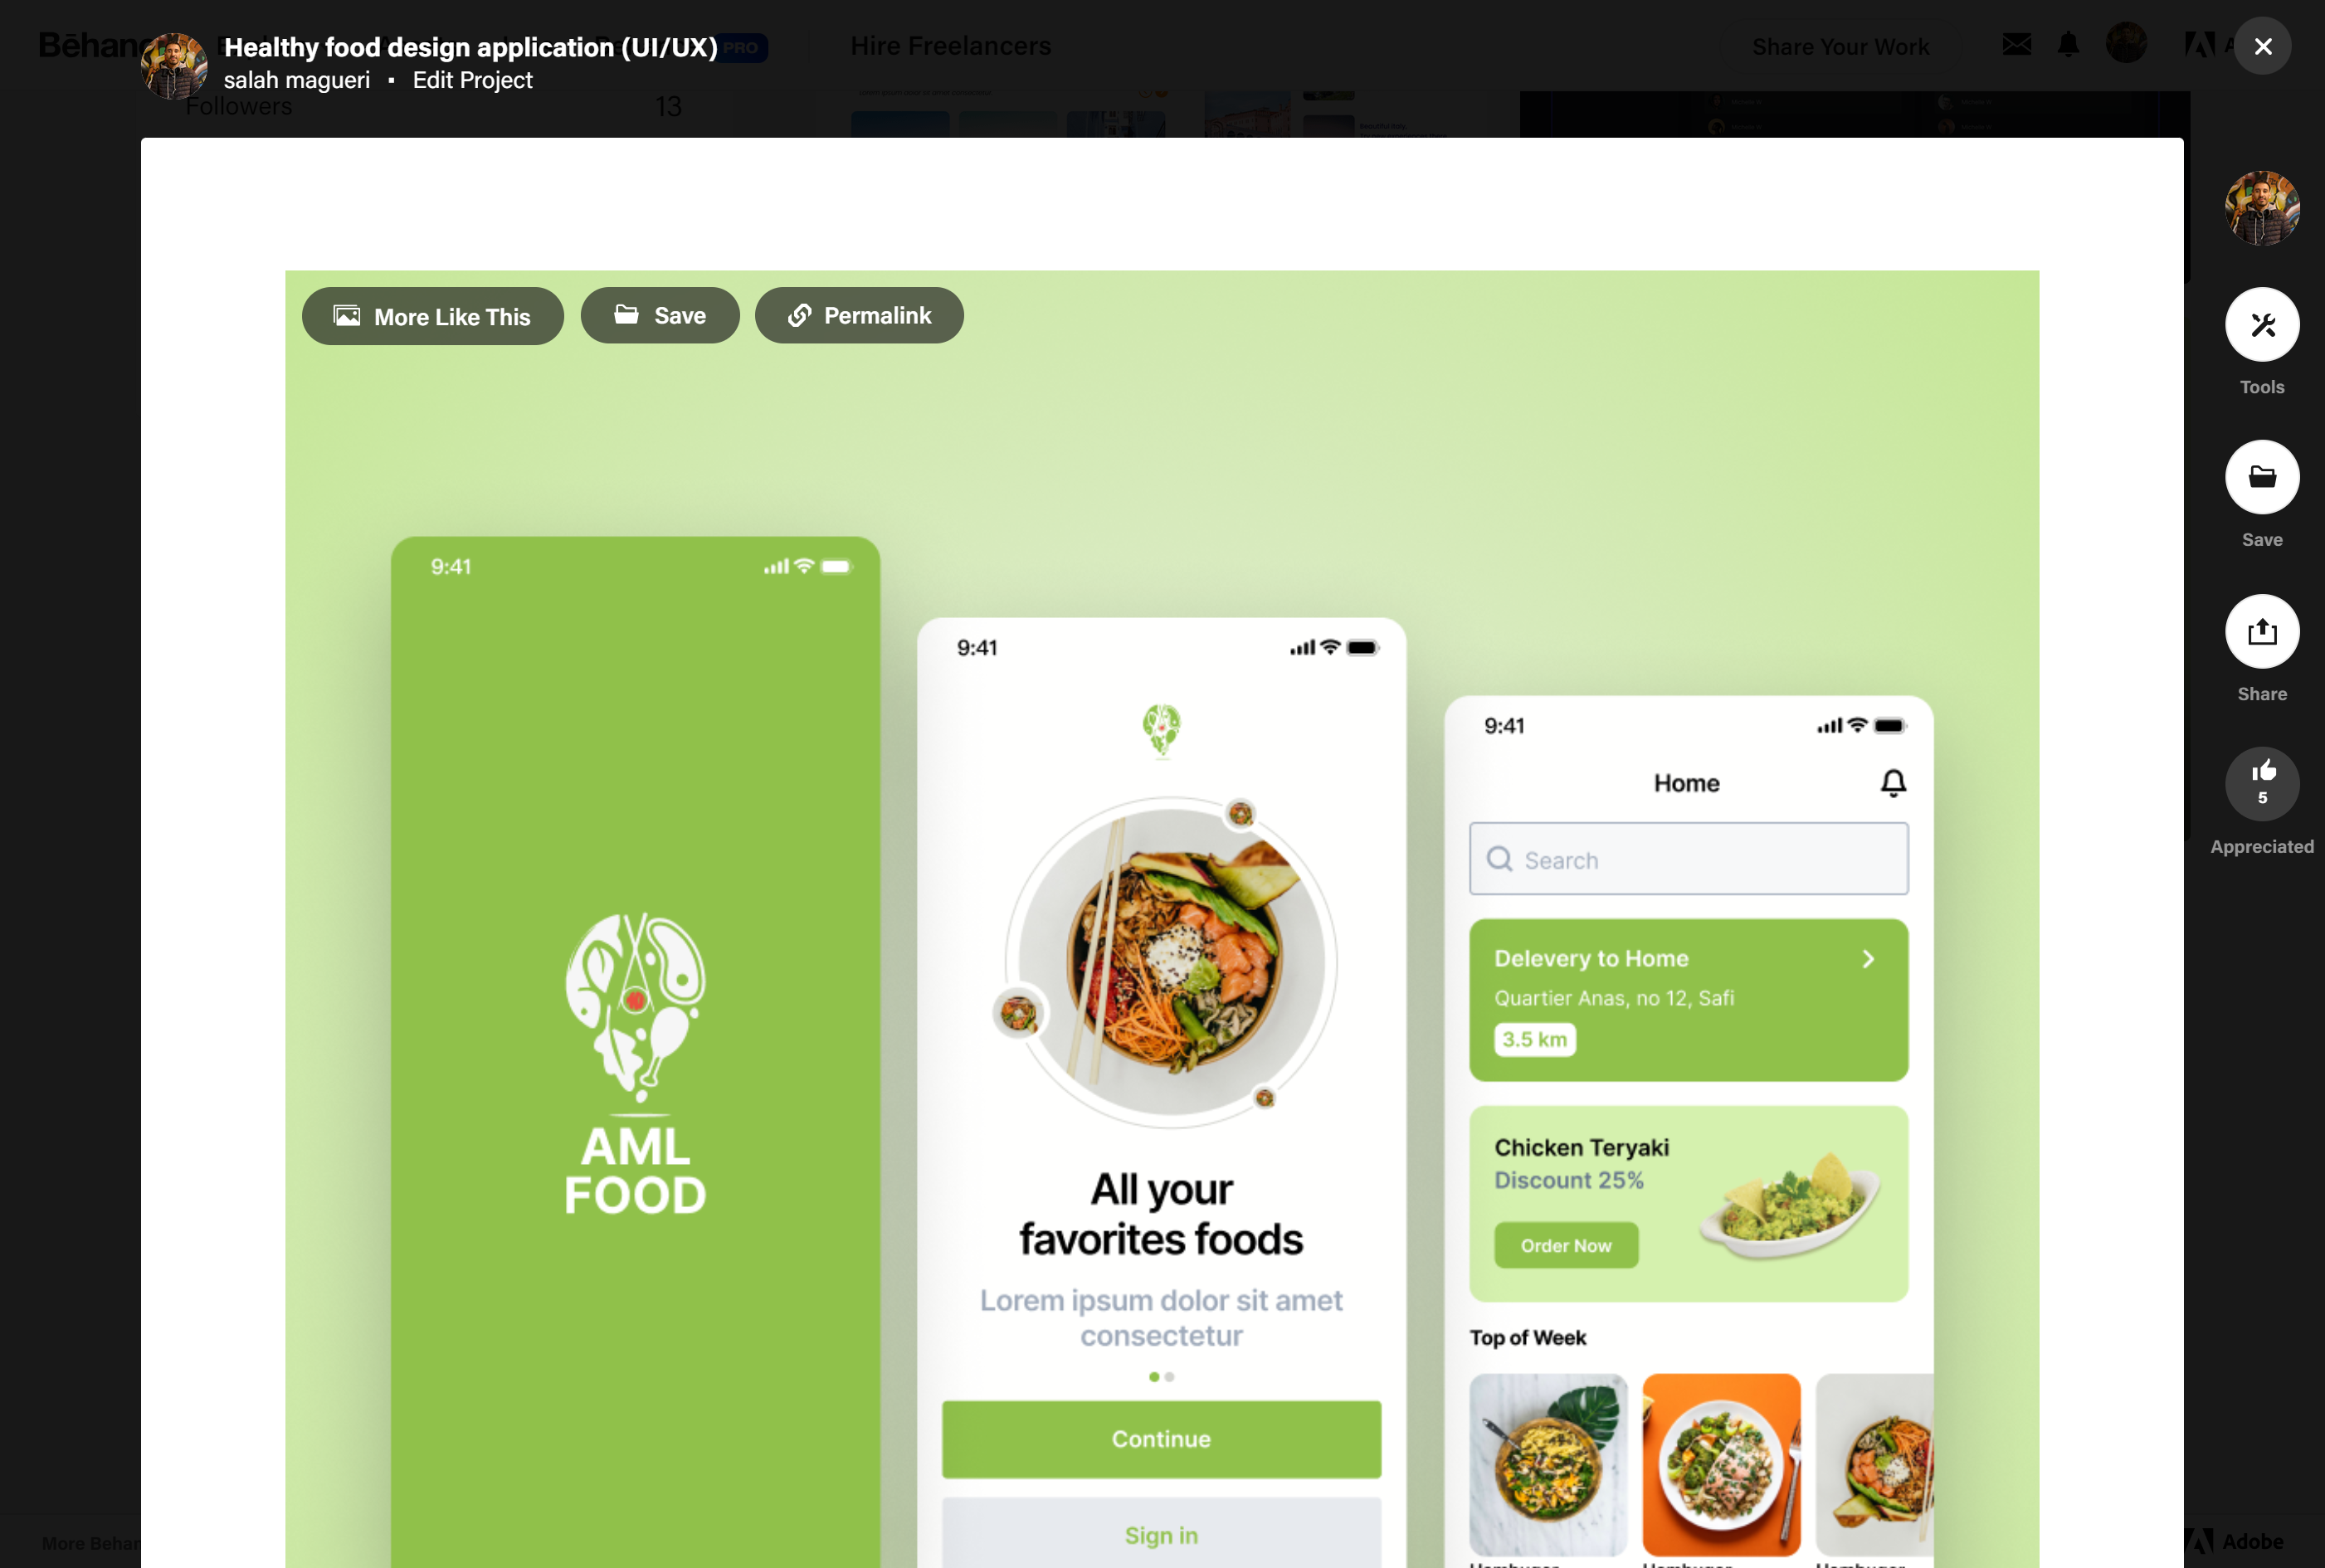 Bēhanc
Healthy food design application (UI/UX)
PRO
Hire Freelancers
Share Your Work
salah magueri
Edit Project
Followers
13
More Like This
Save
Permalink
Tools
Save
Share
5
Appreciated
9:41
AML
FOOD
9:41
All your
favorites foods
Lorem ipsum dolor sit amet
consectetur
Continue
Sign in
9:41
Home
Search
Delevery to Home
Quartier Anas, no 12, Safi
3.5 km
Chicken Teryaki
Discount 25%
Order Now
Top of Week
More Behan
Adobe